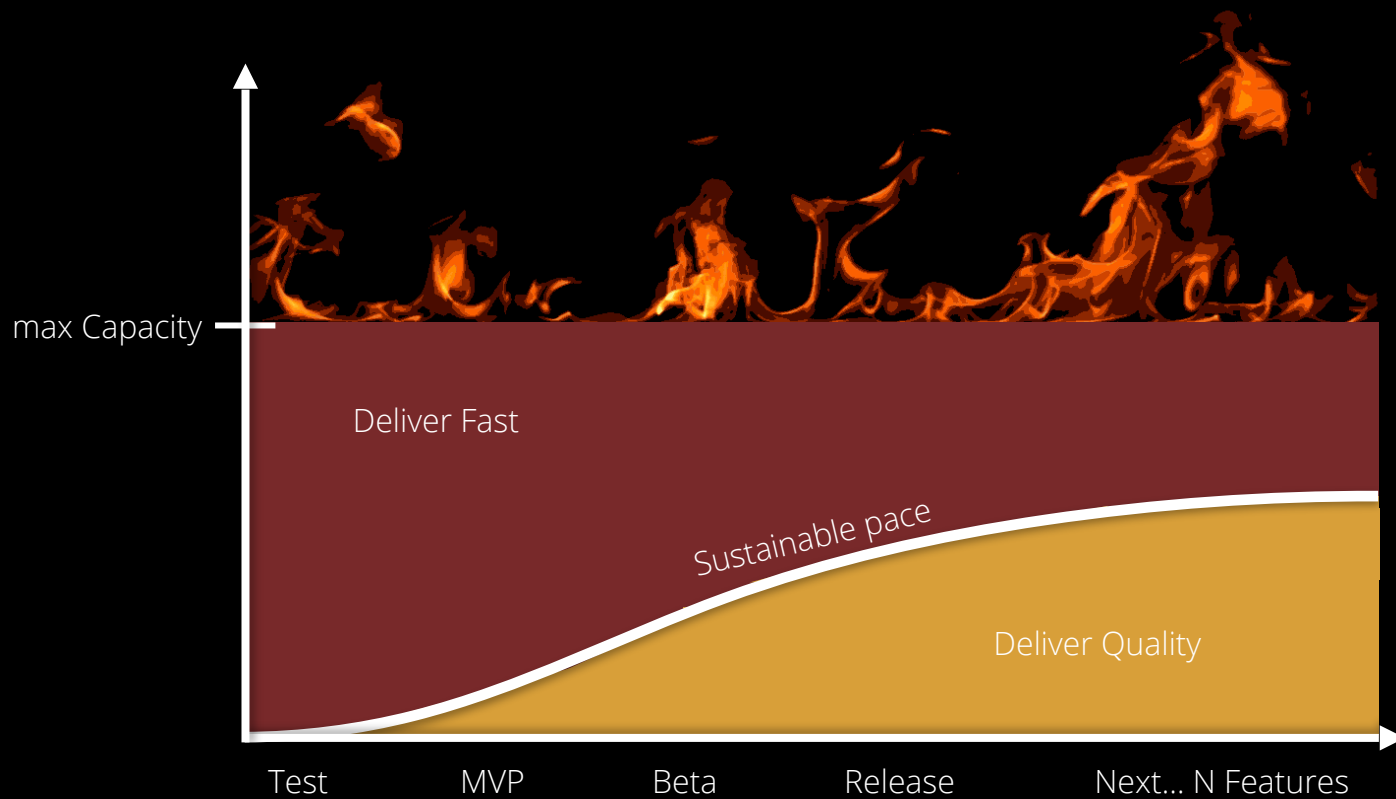 max Capacity
Deliver Fast
Sustainable pace
Deliver Quality
Test
MVP
Beta
Release
Next... N Features